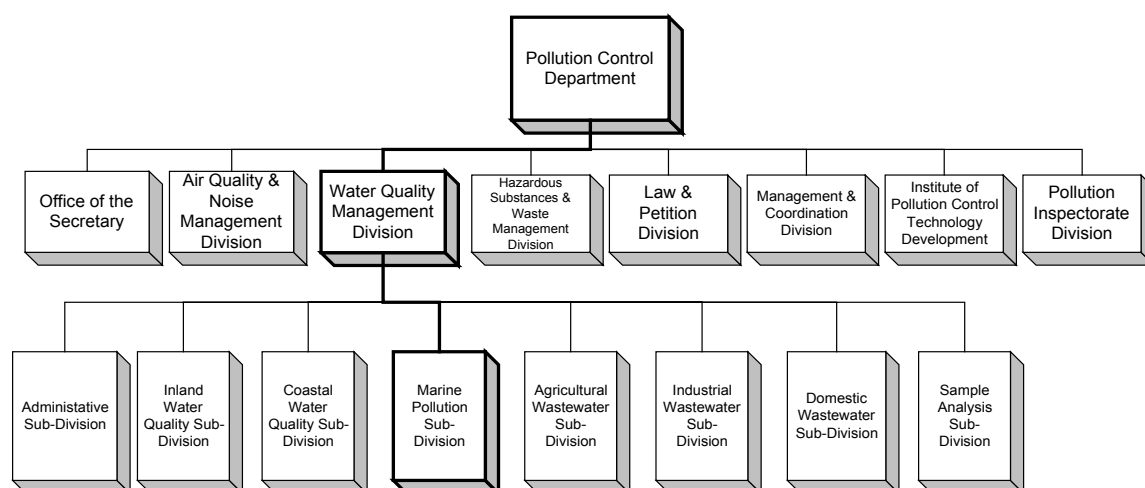 Pollution Control
Department
Office of the
Secretary
Air Quality &
Noise
Management
Division
Water Quality
Management
Division
Hazardous
Substances &
Waste
Management
Division
Law &
Petition
Division
Management &
Coordination
Division
Institute of
Pollution Control
Technology
Development
Pollution
Inspectorate
Division
Administative
Sub-Division
Inland
Water
Quality Sub-
Division
Coastal
Water
Quality Sub-
Division
Marine
Pollution
Sub-
Division
Agricultural
Wastewater
Sub-
Division
Industrial
Wastewater
Sub-
Division
Domestic
Wastewater
Sub-Division
Sample
Analysis
Sub-
Division